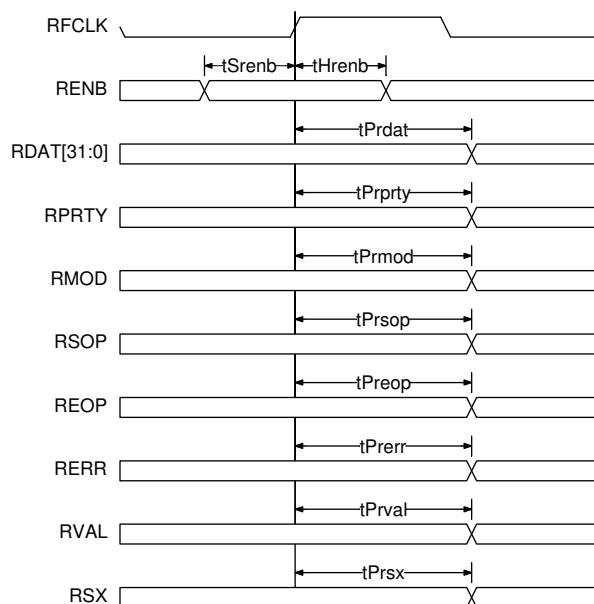 RFCLK
tSrenb tHrenb
RENB
tPrdat
RDAT[31:0]
tPrprty
RPRTY
tPrmod
RMOD
tPrsop
RSOP
tPreop
REOP
tPrerr
RERR
tPrval
RVAL
tPrsx
RSX